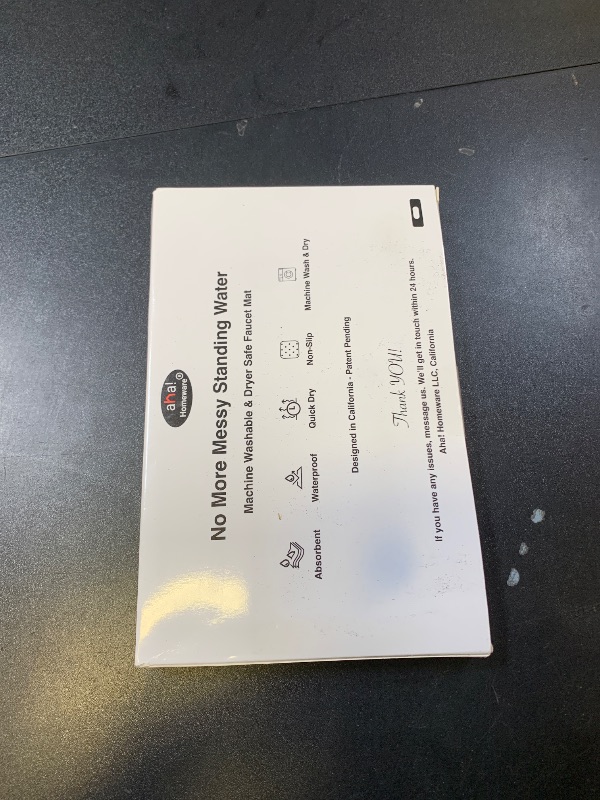 aha!
Homeware®
No More Messy Standing Water
Machine Washable & Dryer Safe Faucet Mat
Absorbent
Waterproof
Quick Dry
Non-Slip
Machine Wash & Dry
Designed in California - Patent Pending
Thank YOU!
If you have any issues, message us. We'll get in touch within 24 hours.
Aha! Homeware LLC, California